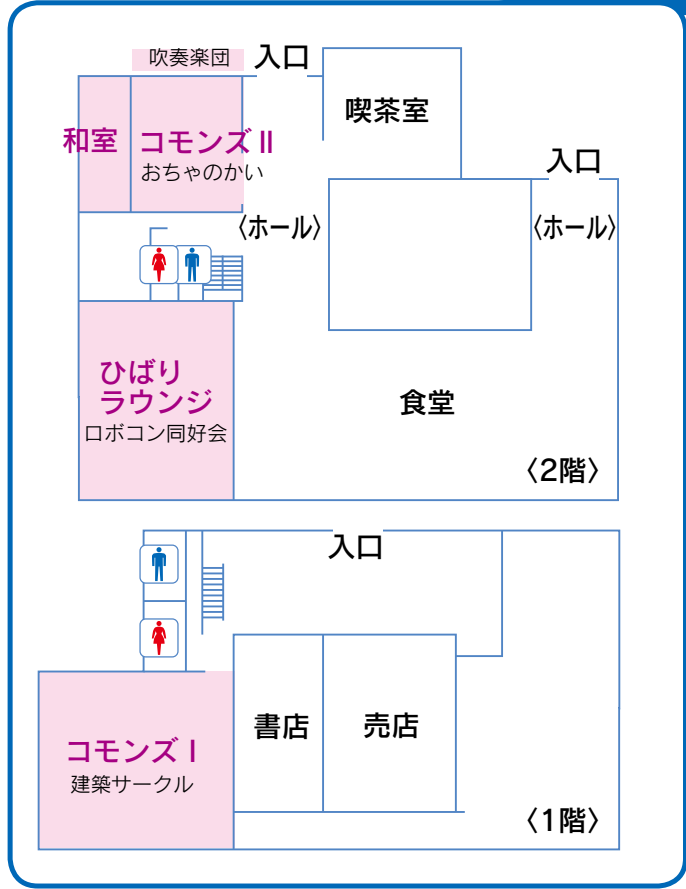 吹奏楽団
入口
喫茶室
和室
コモンズⅡ
おちゃのかい
入口
〈ホール〉
〈ホール〉
ひばり
ラウンジ
ロボコン同好会
食堂
〈2階〉
入口
書店
売店
コモンズⅠ
建築サークル
〈1階〉